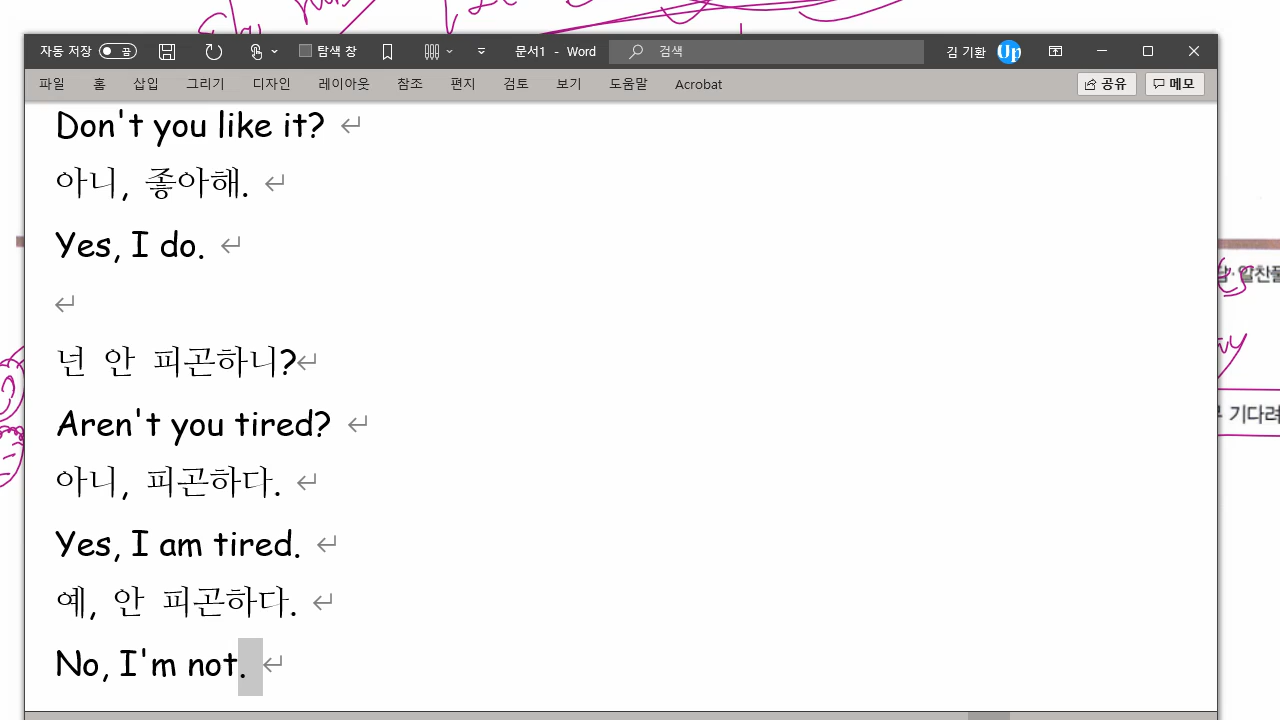 자동 저장 끔 탐색 창 문서1 - Word 검색 김 기환 Up
파일 홈 삽입 그리기 디자인 레이아웃 참조 편지 검토 보기 도움말 Acrobat 공유 메모
Don't you like it?
아니, 좋아해.
Yes, I do.
넌 안 피곤하니?
Aren't you tired?
아니, 피곤하다.
Yes, I am tired.
예, 안 피곤하다.
No, I'm not.
기다려